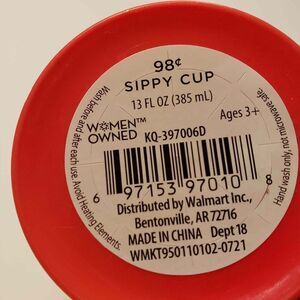 98¢
SIPPY CUP
13 FL OZ (385 mL)
Wash before and after each use. Avoid Heating Elements.
WOMEN™
OWNED
Ages 3+
Hand wash only, not microwave safe.
KQ-397006D
6 97153 97010 8
Distributed by Walmart Inc.,
Bentonville, AR 72716
MADE IN CHINA Dept 18
WMKT950110102-0721